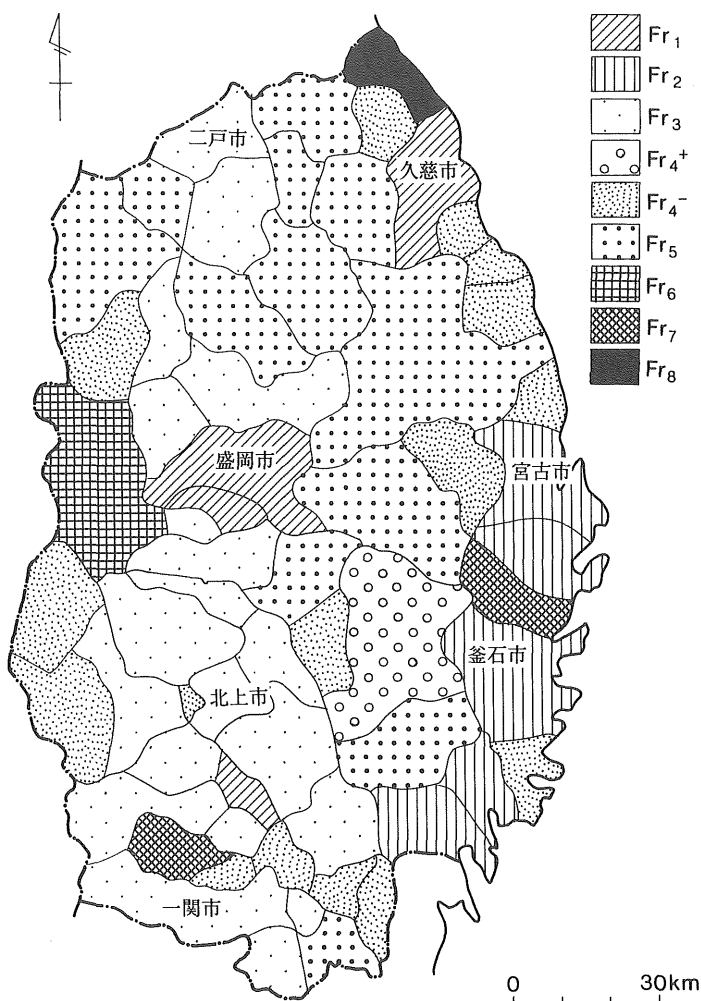 Fr₁
Fr₂
Fr₃
Fr₄⁺
Fr₄⁻
Fr₅
Fr₆
Fr₇
Fr₈
二戸市
久慈市
盛岡市
宮古市
釜石市
北上市
一関市
0 30km